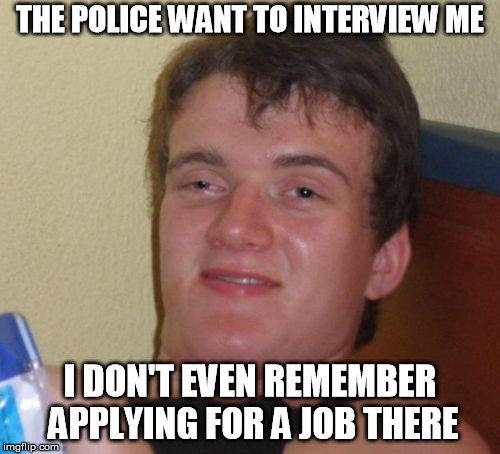 THE POLICE WANT TO INTERVIEW ME
I DON'T EVEN REMEMBER
APPLYING FOR A JOB THERE
imgflip.com